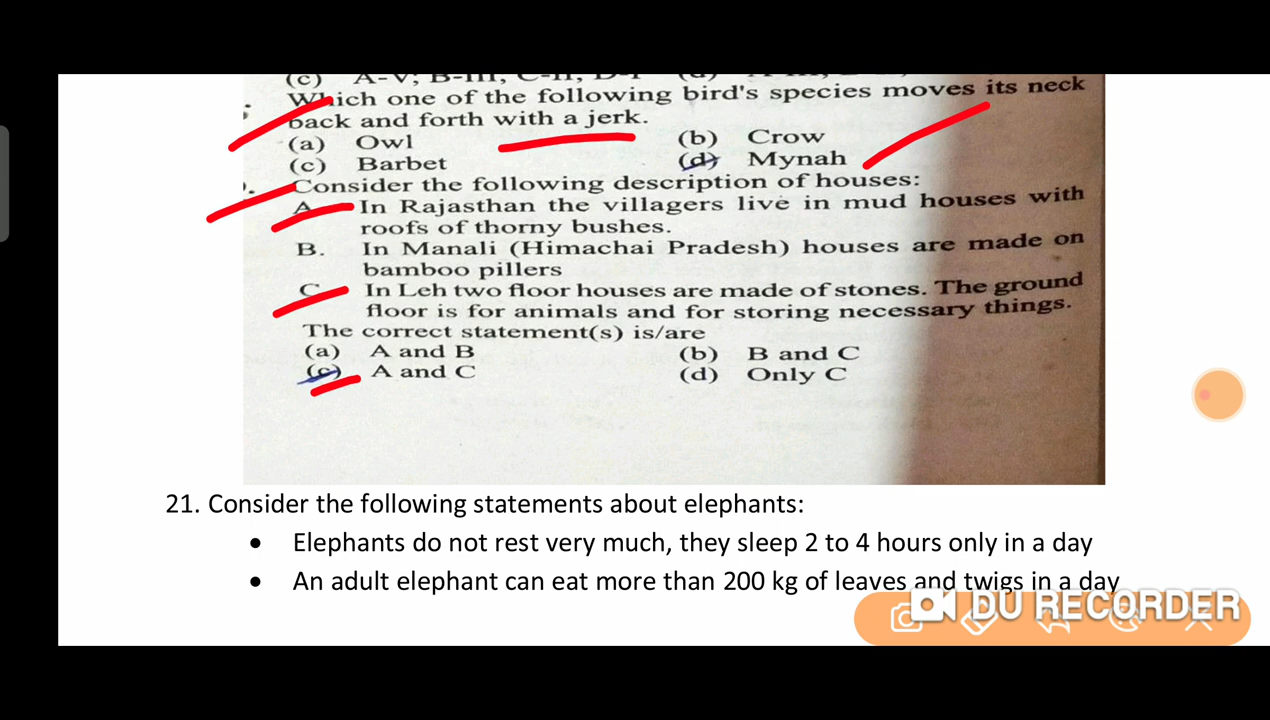 (c) A-V; B-III, C-II, D-I (d)
Which one of the following bird's species moves its neck
back and forth with a jerk.
(a) Owl (b) Crow
(c) Barbet (d) Mynah
Consider the following description of houses:
A. In Rajasthan the villagers live in mud houses with
roofs of thorny bushes.
B. In Manali (Himachai Pradesh) houses are made on
bamboo pillers
C. In Leh two floor houses are made of stones. The ground
floor is for animals and for storing necessary things.
The correct statement(s) is/are
(a) A and B (b) B and C
(c) A and C (d) Only C
21. Consider the following statements about elephants:
• Elephants do not rest very much, they sleep 2 to 4 hours only in a day
• An adult elephant can eat more than 200 kg of leaves and twigs in a day
DU RECORDER